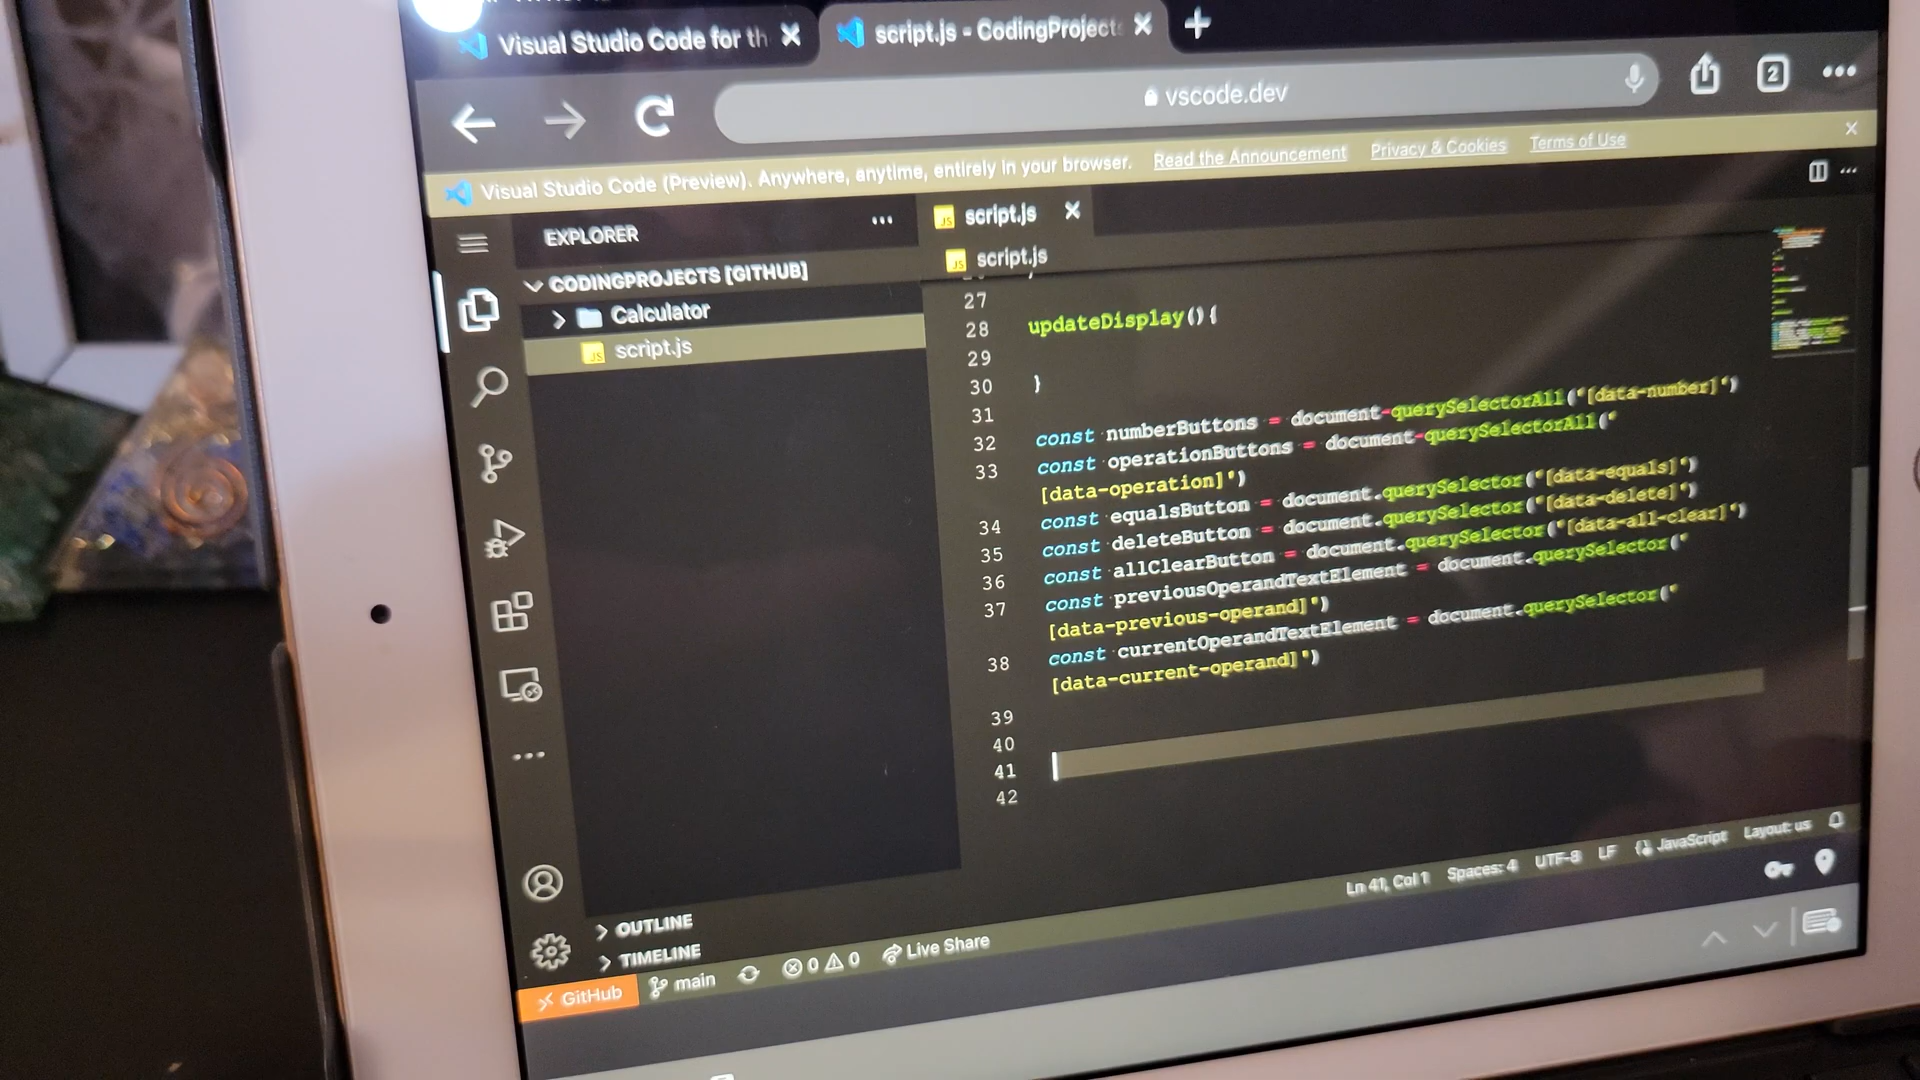 Visual Studio Code for th
script.js - CodingProjects
vscode.dev
2
Visual Studio Code (Preview). Anywhere, anytime, entirely in your browser. Read the Announcement Privacy & Cookies Terms of Use
EXPLORER
JS script.js
JS script.js
CODINGPROJECTS [GITHUB]
Calculator
JS script.js
27
28 updateDisplay(){
29
30 }
31
32 const numberButtons = document-querySelectorAll('[data-number]')
33 const operationButtons = document-querySelectorAll('
[data-operation]')
34 const equalsButton = document.querySelector('[data-equals]')
35 const deleteButton = document.querySelector('[data-delete]')
36 const allClearButton = document.querySelector('[data-all-clear]')
37 const previousOperandTextElement = document.querySelector('
[data-previous-operand]')
38 const currentOperandTextElement = document.querySelector('
[data-current-operand]')
39
40
41
42
OUTLINE
TIMELINE
GitHub main 0 0 Live Share
Ln 41, Col 1 Spaces: 4 UTF-8 LF JavaScript Layout: us